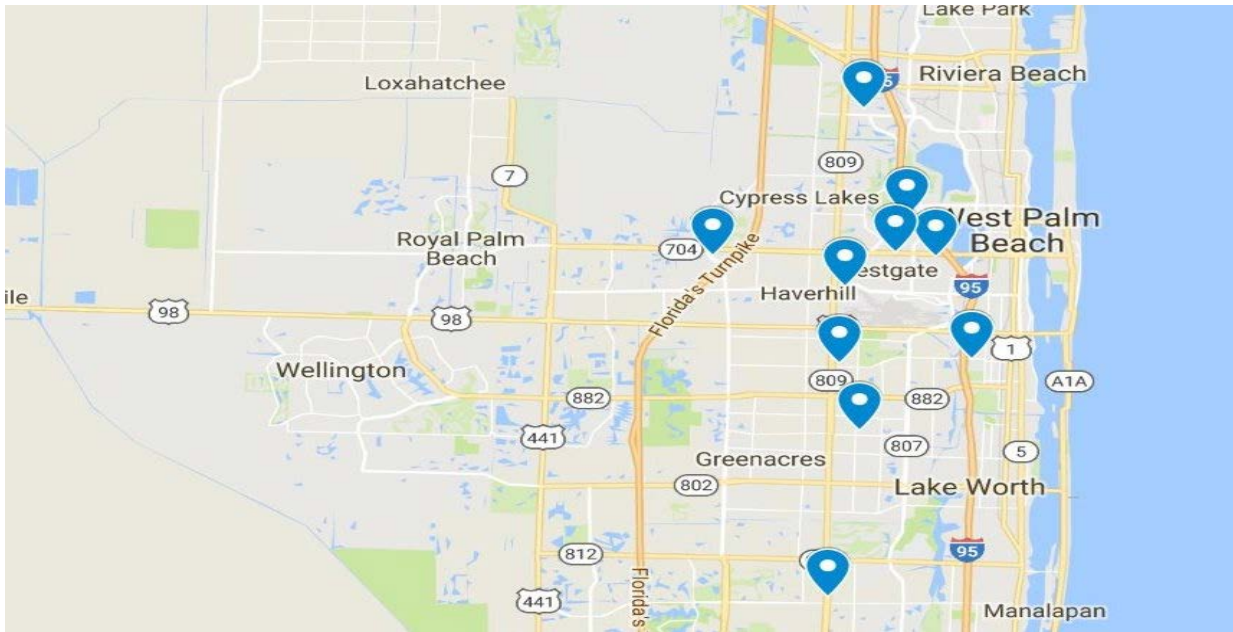 Lake Park
Riviera Beach
Loxahatchee
809
7
Cypress Lakes
West Palm
Beach
Royal Palm
Beach
704
Florida's Turnpike
estgate
Haverhill
95
98
98
1
Wellington
809
A1A
882
882
441
807
5
Greenacres
802
Lake Worth
812
95
Florida's
441
Manalapan